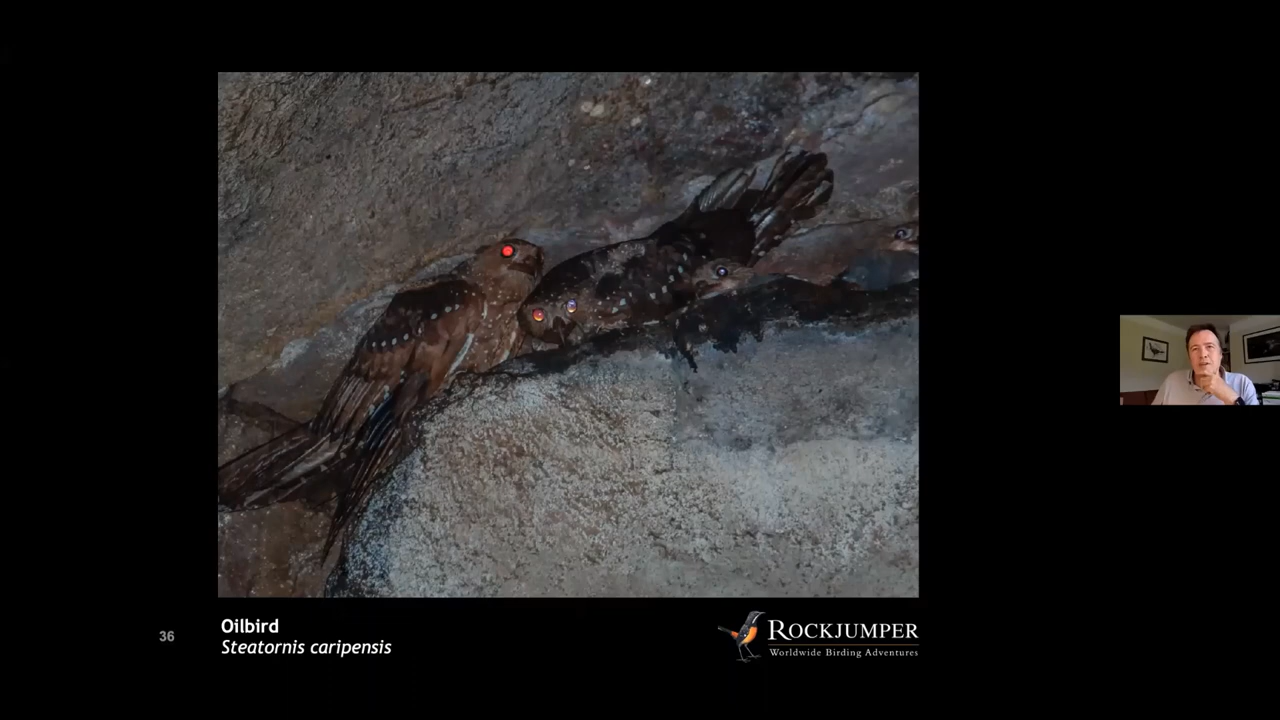 36
Oilbird
Steatornis caripensis
ROCKJUMPER
Worldwide Birding Adventures